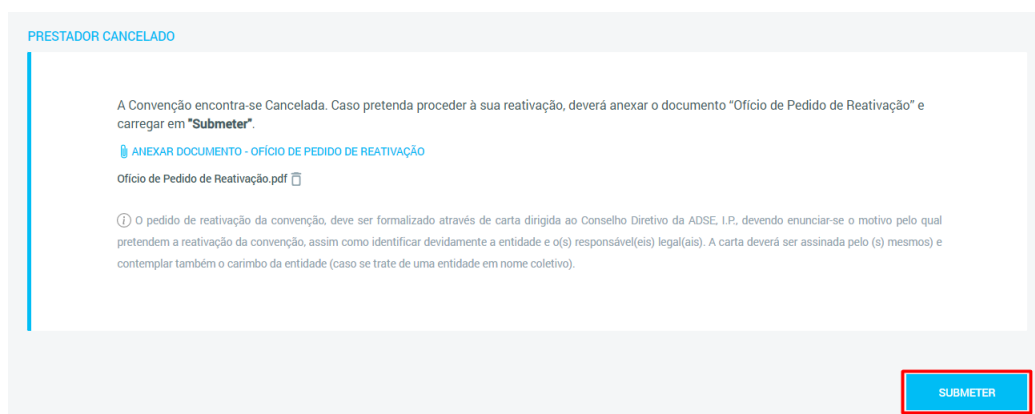 PRESTADOR CANCELADO
A Convenção encontra-se Cancelada. Caso pretenda proceder à sua reativação, deverá anexar o documento “Ofício de Pedido de Reativação” e
carregar em "Submeter".
ANEXAR DOCUMENTO - OFÍCIO DE PEDIDO DE REATIVAÇÃO
Ofício de Pedido de Reativação.pdf
O pedido de reativação da convenção, deve ser formalizado através de carta dirigida ao Conselho Diretivo da ADSE, I.P., devendo enunciar-se o motivo pelo qual
pretendem a reativação da convenção, assim como identificar devidamente a entidade e o(s) responsável(eis) legal(ais). A carta deverá ser assinada pelo (s) mesmos) e
contemplar também o carimbo da entidade (caso se trate de uma entidade em nome coletivo).
SUBMETER